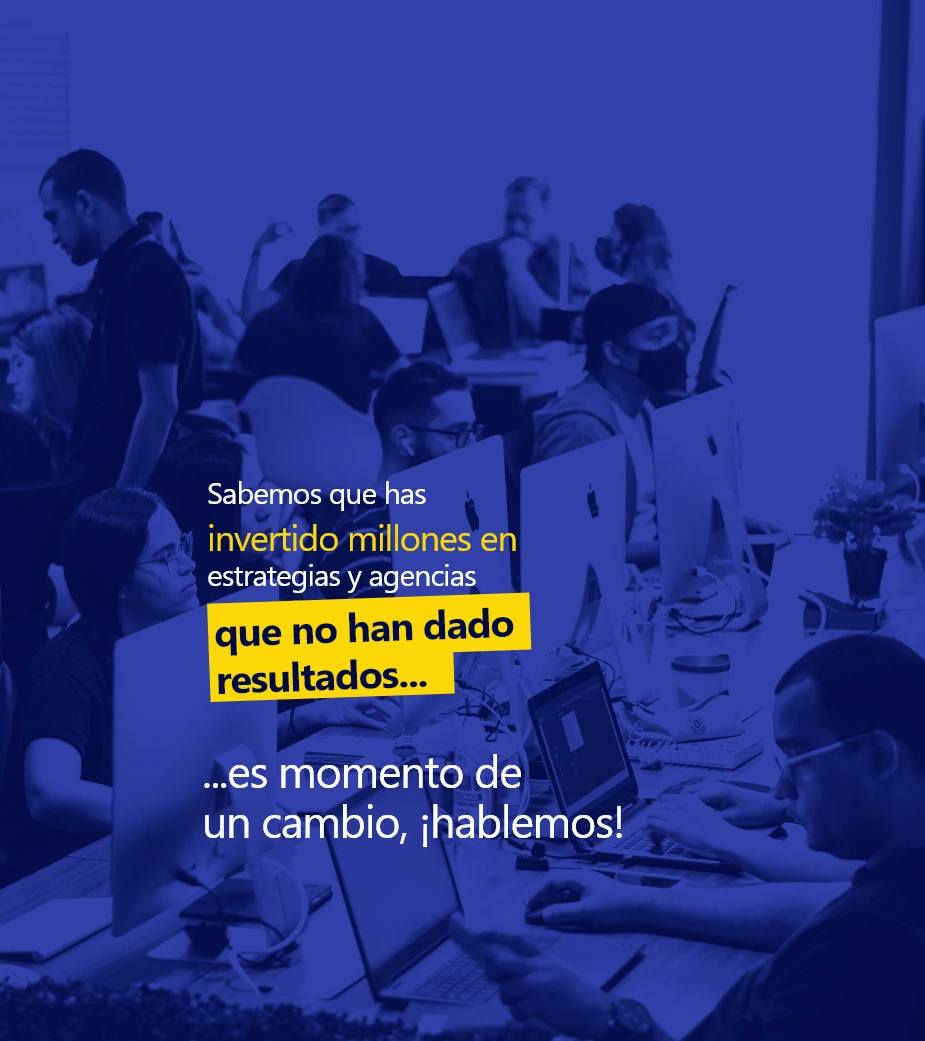 Sabemos que has
invertido millones en
estrategias y agencias
que no han dado
resultados...
...es momento de
un cambio, ¡hablemos!